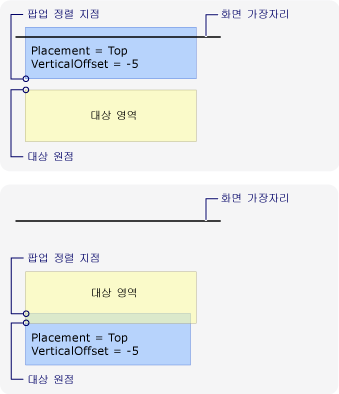 팝업 정렬 지점
화면 가장자리
Placement = Top
VerticalOffset = -5
대상 영역
대상 원점
화면 가장자리
팝업 정렬 지점
대상 영역
Placement = Top
VerticalOffset = -5
대상 원점